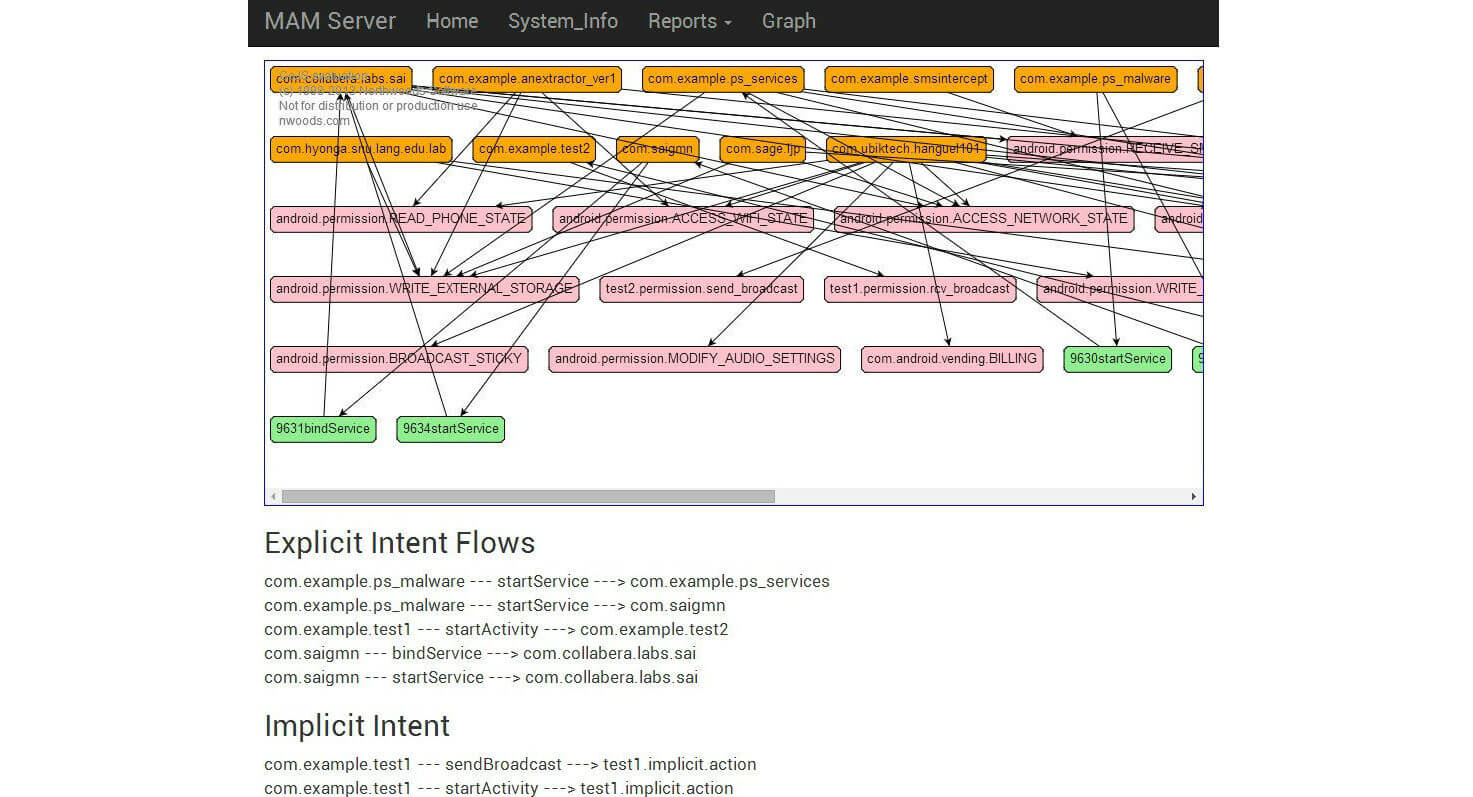 MAM Server Home System_Info Reports Graph
com.collabera.labs.sai com.example.anextractor_ver1 com.example.ps_services com.example.smsintercept com.example.ps_malware
(c) 1998-2013 Northwoods Software
Not for distribution or production use
nwoods.com
com.hyonga.snu.lang.edu.lab com.example.test2 com.saigmn com.sage.ljp com.ubiktech.hanguel101 android.permission.RECEIVE_SM
android.permission.READ_PHONE_STATE android.permission.ACCESS_WIFI_STATE android.permission.ACCESS_NETWORK_STATE android
android.permission.WRITE_EXTERNAL_STORAGE test2.permission.send_broadcast test1.permission.rcv_broadcast android.permission.WRITE_
android.permission.BROADCAST_STICKY android.permission.MODIFY_AUDIO_SETTINGS com.android.vending.BILLING 9630startService 9
9631bindService 9634startService
Explicit Intent Flows
com.example.ps_malware --- startService ---> com.example.ps_services
com.example.ps_malware --- startService ---> com.saigmn
com.example.test1 --- startActivity ---> com.example.test2
com.saigmn --- bindService ---> com.collabera.labs.sai
com.saigmn --- startService ---> com.collabera.labs.sai
Implicit Intent
com.example.test1 --- sendBroadcast ---> test1.implicit.action
com.example.test1 --- startActivity ---> test1.implicit.action